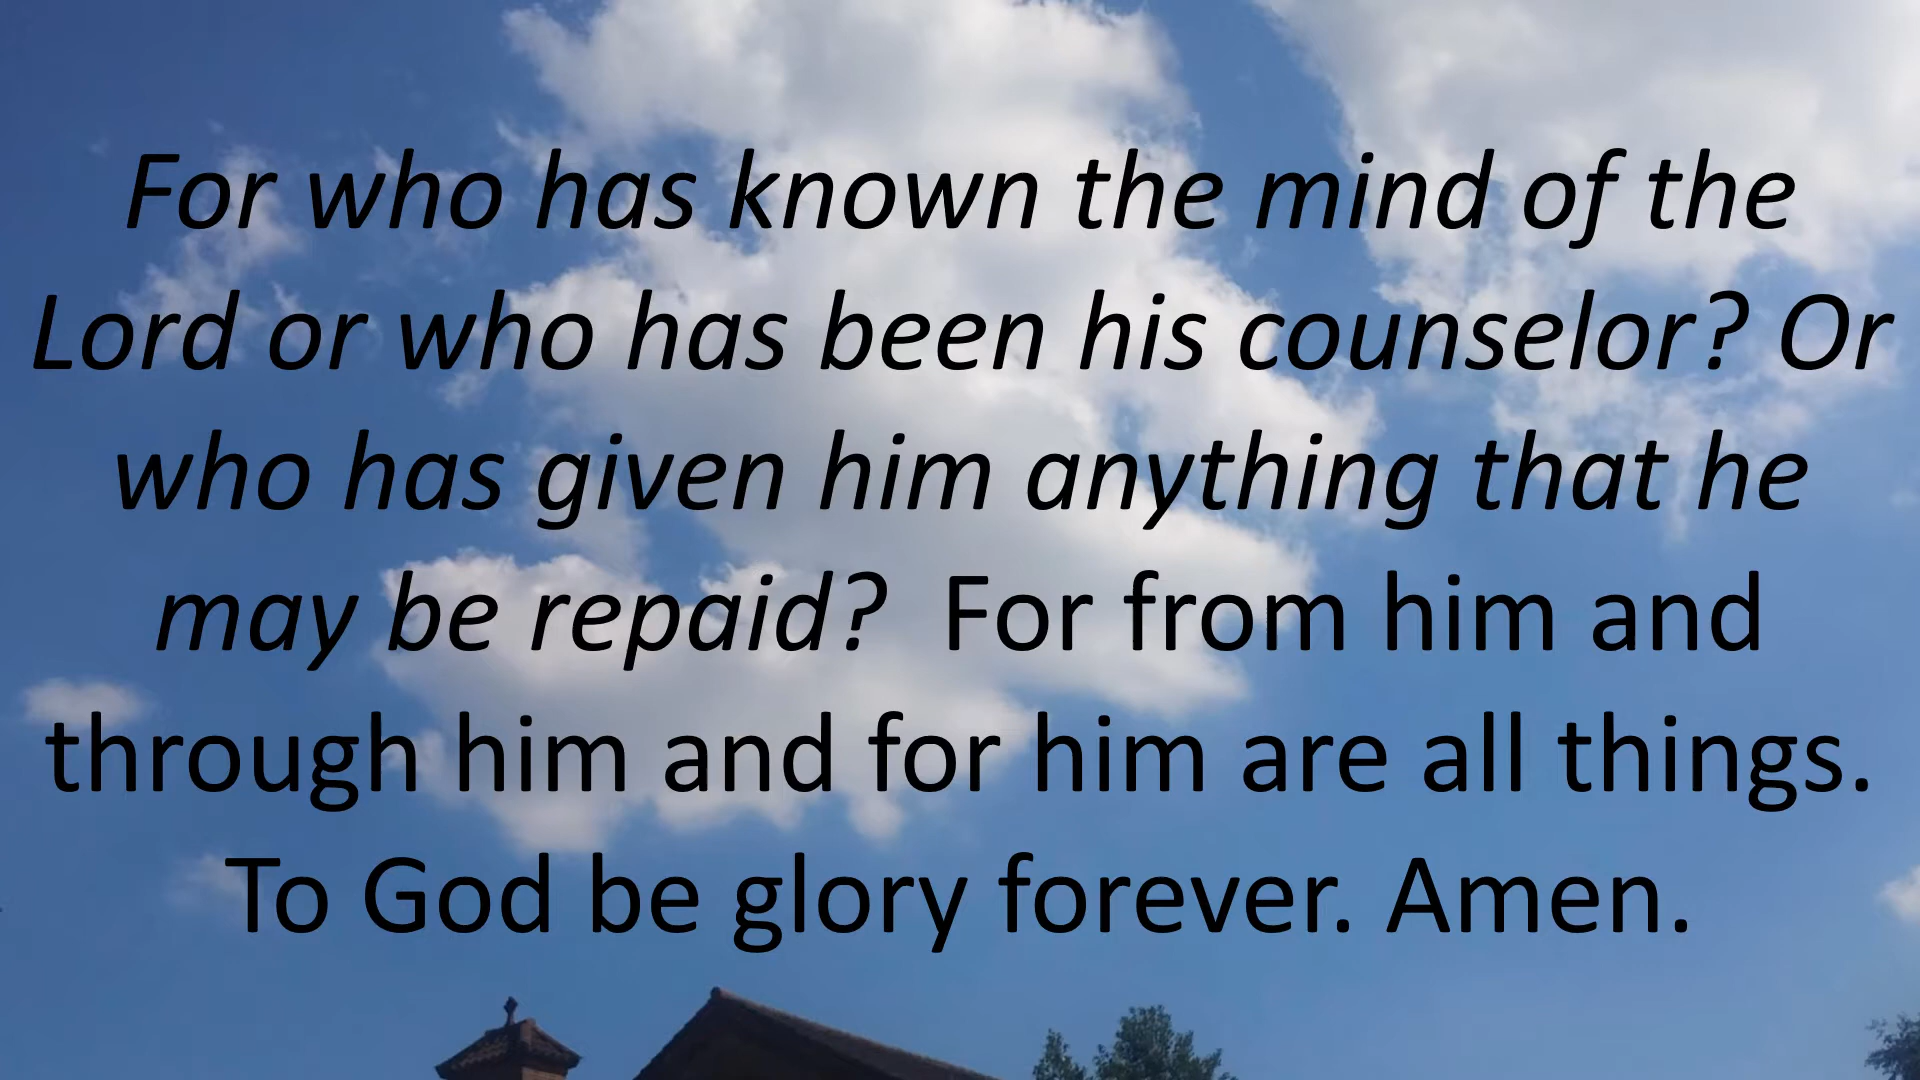 For who has known the mind of the
Lord or who has been his counselor? Or
who has given him anything that he
may be repaid?  For from him and
through him and for him are all things.
To God be glory forever. Amen.